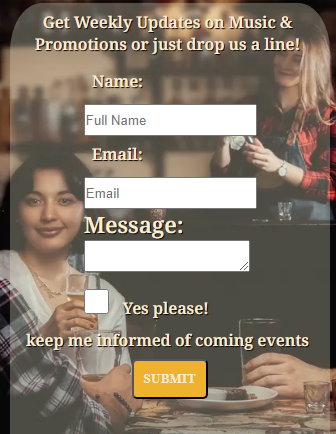 Get Weekly Updates on Music &
Promotions or just drop us a line!
Name:
Full Name
Email:
Email
Message:
Yes please!
keep me informed of coming events
SUBMIT